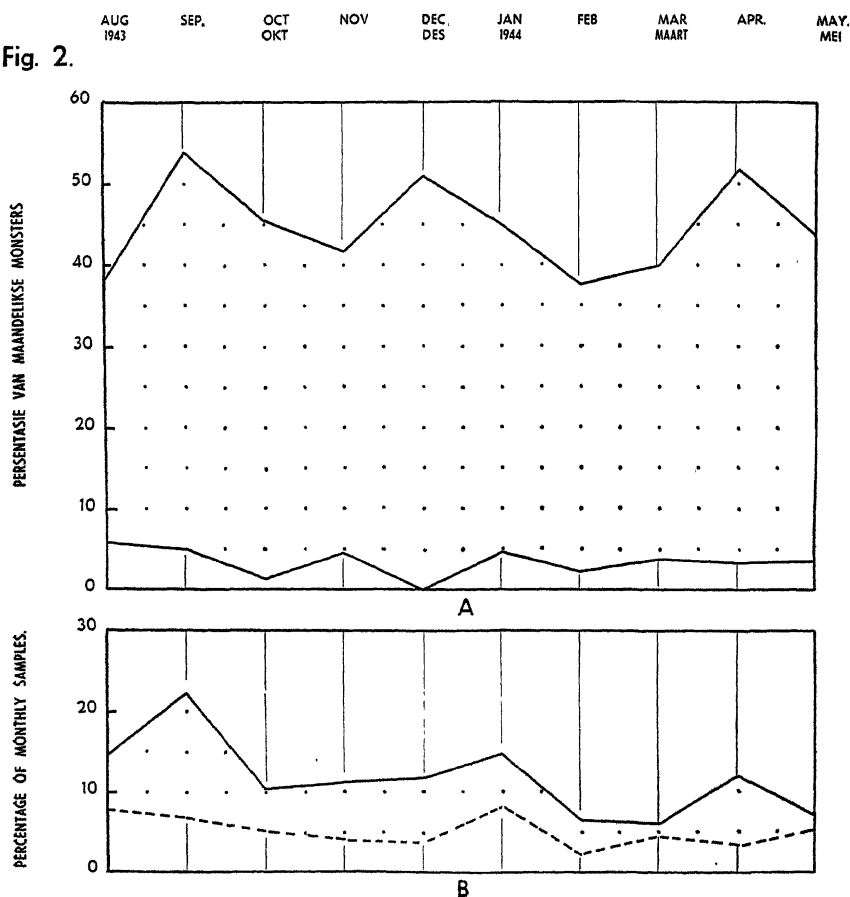 AUG SEP. OCT NOV DEC. JAN FEB MAR APR. MAY.
1943 OKT DES 1944 MAART MEI
Fig. 2.
60
50
40
30
20
10
0
PERSENTASIE VAN MAANDELIKSE MONSTERS
A
30
20
10
0
PERCENTAGE OF MONTHLY SAMPLES.
B